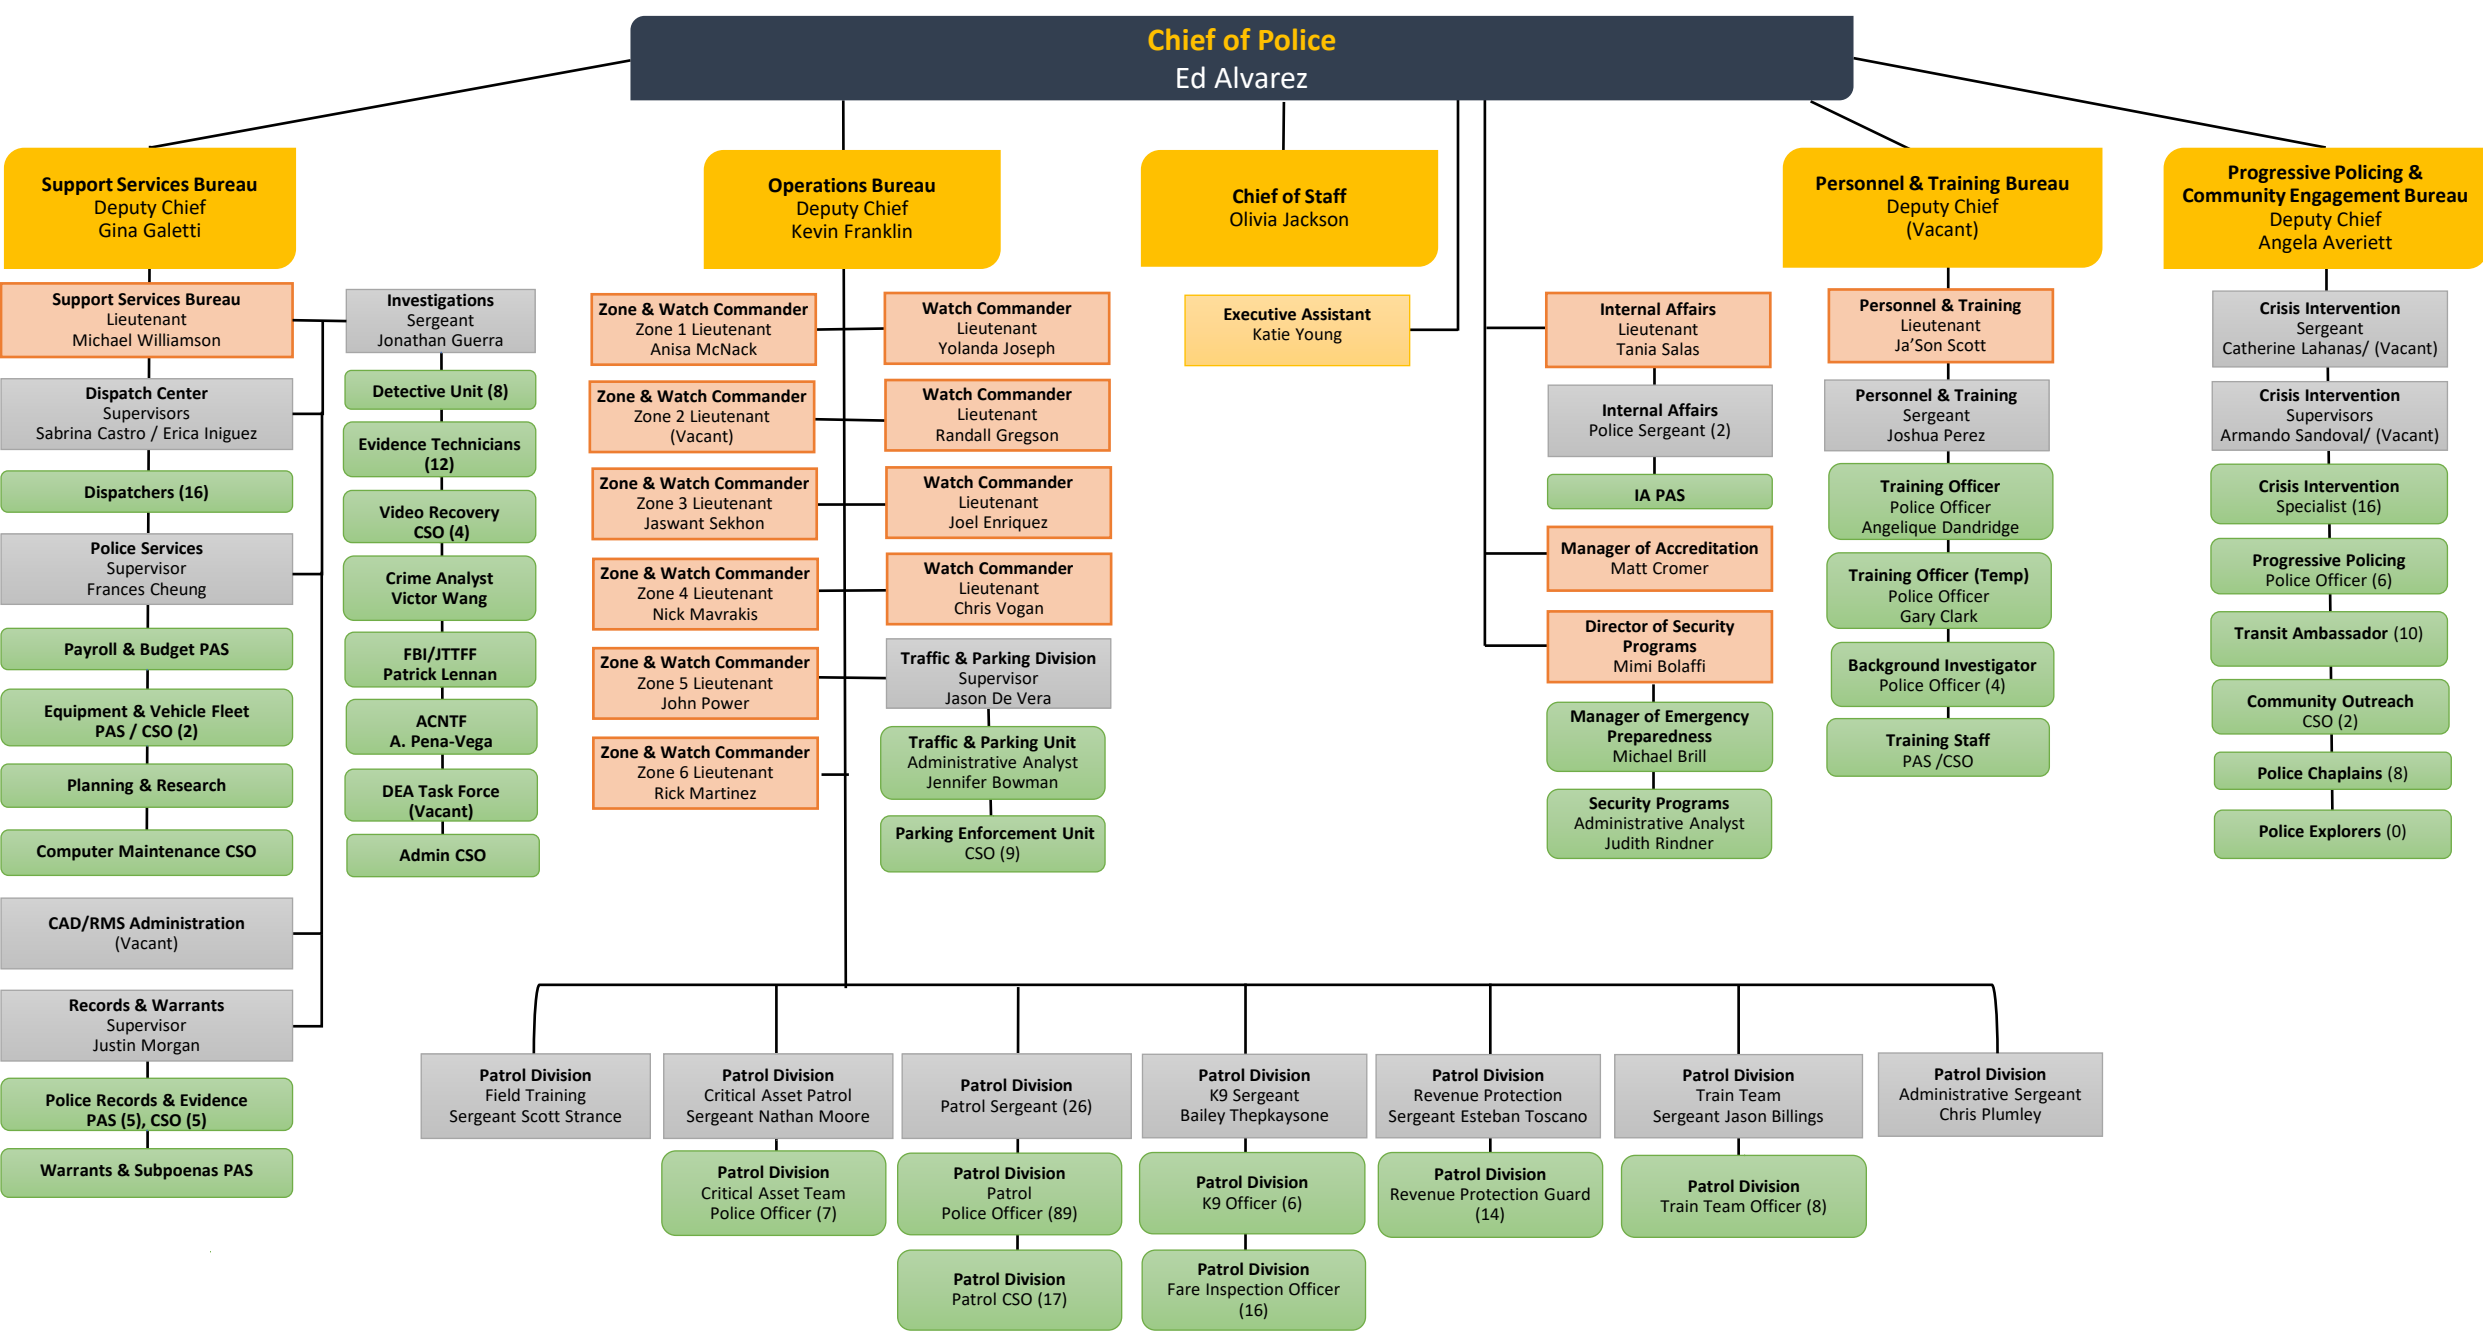 Chief of Police
Ed Alvarez
Support Services Bureau
Deputy Chief
Gina Galetti
Operations Bureau
Deputy Chief
Kevin Franklin
Chief of Staff
Olivia Jackson
Personnel & Training Bureau
Deputy Chief
(Vacant)
Progressive Policing &
Community Engagement Bureau
Deputy Chief
Angela Averiett
Support Services Bureau
Lieutenant
Michael Williamson
Dispatch Center
Supervisors
Sabrina Castro / Erica Iniguez
Dispatchers (16)
Police Services
Supervisor
Frances Cheung
Payroll & Budget PAS
Equipment & Vehicle Fleet
PAS / CSO (2)
Planning & Research
Computer Maintenance CSO
CAD/RMS Administration
(Vacant)
Records & Warrants
Supervisor
Justin Morgan
Police Records & Evidence
PAS (5), CSO (5)
Warrants & Subpoenas PAS
Investigations
Sergeant
Jonathan Guerra
Detective Unit (8)
Evidence Technicians
(12)
Video Recovery
CSO (4)
Crime Analyst
Victor Wang
FBI/JTTFF
Patrick Lennan
ACNTF
A. Pena-Vega
DEA Task Force
(Vacant)
Admin CSO
Zone & Watch Commander
Zone 1 Lieutenant
Anisa McNack
Zone & Watch Commander
Zone 2 Lieutenant
(Vacant)
Zone & Watch Commander
Zone 3 Lieutenant
Jaswant Sekhon
Zone & Watch Commander
Zone 4 Lieutenant
Nick Mavrakis
Zone & Watch Commander
Zone 5 Lieutenant
John Power
Zone & Watch Commander
Zone 6 Lieutenant
Rick Martinez
Watch Commander
Lieutenant
Yolanda Joseph
Watch Commander
Lieutenant
Randall Gregson
Watch Commander
Lieutenant
Joel Enriquez
Watch Commander
Lieutenant
Chris Vogan
Traffic & Parking Division
Supervisor
Jason De Vera
Traffic & Parking Unit
Administrative Analyst
Jennifer Bowman
Parking Enforcement Unit
CSO (9)
Executive Assistant
Katie Young
Internal Affairs
Lieutenant
Tania Salas
Internal Affairs
Police Sergeant (2)
IA PAS
Manager of Accreditation
Matt Cromer
Director of Security
Programs
Mimi Bolaffi
Manager of Emergency
Preparedness
Michael Brill
Security Programs
Administrative Analyst
Judith Rindner
Personnel & Training
Lieutenant
Ja’Son Scott
Personnel & Training
Sergeant
Joshua Perez
Training Officer
Police Officer
Angelique Dandridge
Training Officer (Temp)
Police Officer
Gary Clark
Background Investigator
Police Officer (4)
Training Staff
PAS /CSO
Crisis Intervention
Sergeant
Catherine Lahanas/ (Vacant)
Crisis Intervention
Supervisors
Armando Sandoval/ (Vacant)
Crisis Intervention
Specialist (16)
Progressive Policing
Police Officer (6)
Transit Ambassador (10)
Community Outreach
CSO (2)
Police Chaplains (8)
Police Explorers (0)
Patrol Division
Field Training
Sergeant Scott Strance
Patrol Division
Critical Asset Patrol
Sergeant Nathan Moore
Patrol Division
Critical Asset Team
Police Officer (7)
Patrol Division
Patrol Sergeant (26)
Patrol Division
Patrol
Police Officer (89)
Patrol Division
Patrol CSO (17)
Patrol Division
K9 Sergeant
Bailey Thepkaysone
Patrol Division
K9 Officer (6)
Patrol Division
Fare Inspection Officer
(16)
Patrol Division
Revenue Protection
Sergeant Esteban Toscano
Patrol Division
Revenue Protection Guard
(14)
Patrol Division
Train Team
Sergeant Jason Billings
Patrol Division
Train Team Officer (8)
Patrol Division
Administrative Sergeant
Chris Plumley